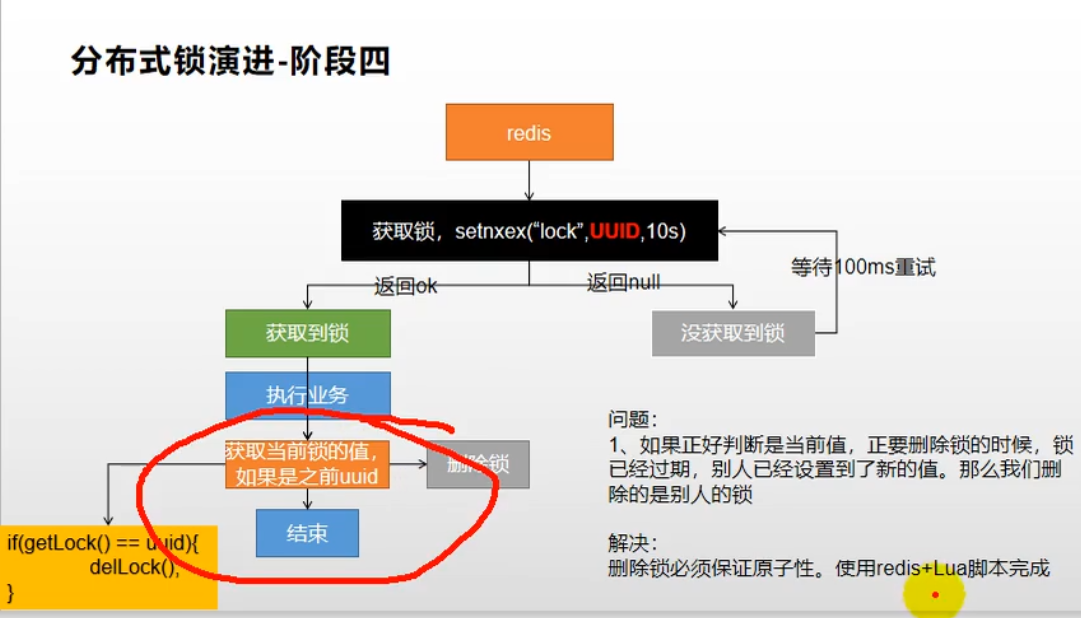 分布式锁演进-阶段四
redis
获取锁，setnxex(“lock”,UUID,10s)
等待100ms重试
返回ok
返回null
获取到锁
没获取到锁
执行业务
获取当前锁的值，
如果是之前uuid
删除锁
结束
if(getLock() == uuid){
delLock();
}
问题：
1、如果正好判断是当前值，正要删除锁的时候，锁
已经过期，别人已经设置到了新的值。那么我们删
除的是别人的锁
解决：
删除锁必须保证原子性。使用redis+Lua脚本完成